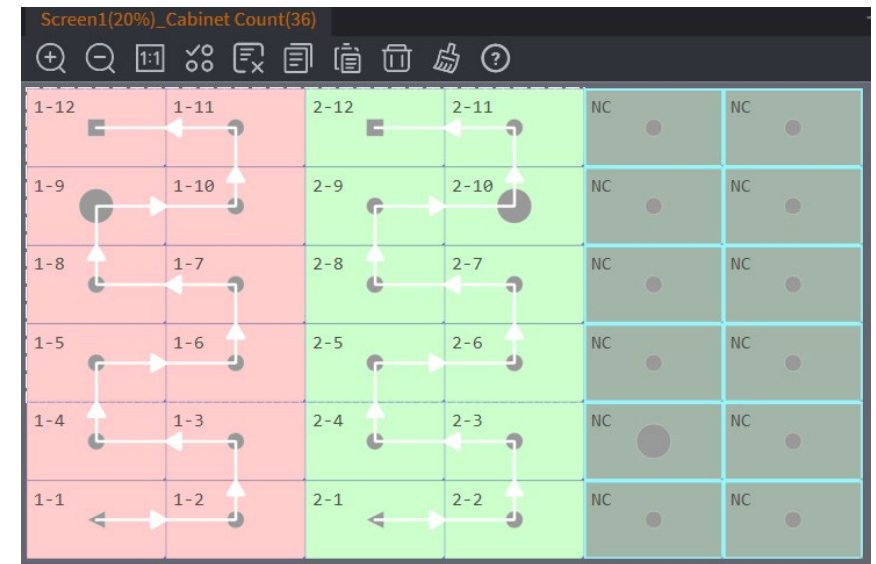 Screen1(20%)_Cabinet Count(36)
1:1 ?
1-12 1-11 2-12 2-11 NC NC
1-9 1-10 2-9 2-10 NC NC
1-8 1-7 2-8 2-7 NC NC
1-5 1-6 2-5 2-6 NC NC
1-4 1-3 2-4 2-3 NC NC
1-1 1-2 2-1 2-2 NC NC